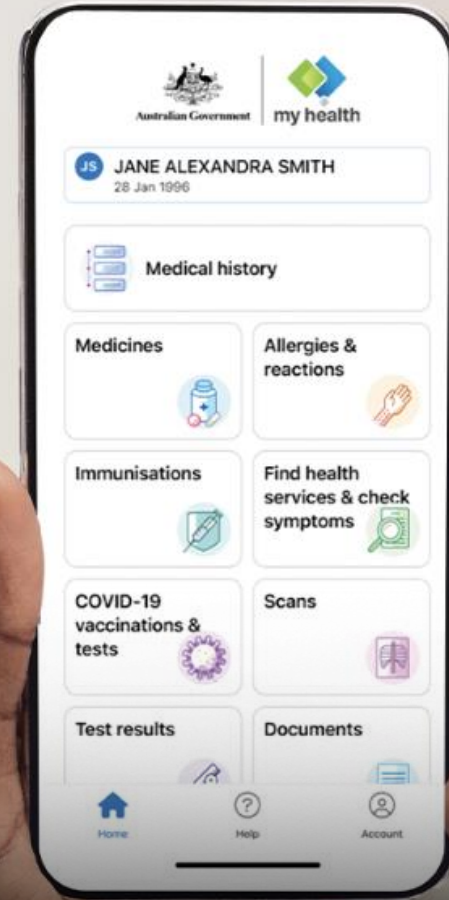 Australian Government
my health
JS
JANE ALEXANDRA SMITH
28 Jan 1996
Medical history
Medicines
Allergies &
reactions
Immunisations
Find health
services & check
symptoms
COVID-19
vaccinations &
tests
Scans
Test results
Documents
Home
Help
Account